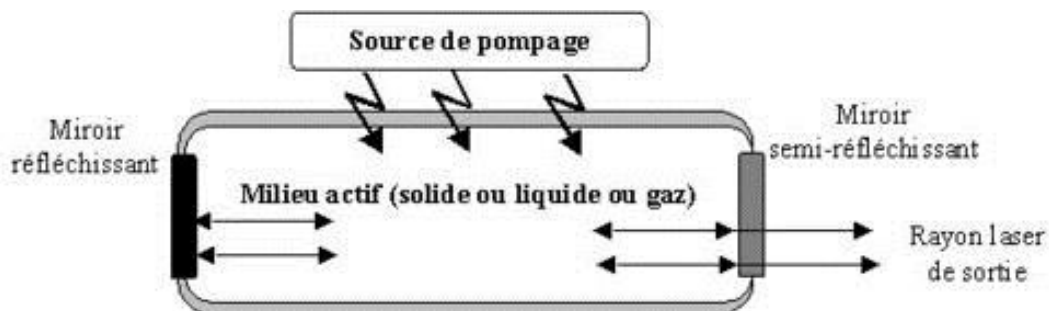 Source de pompage
Miroir
réfléchissant
Miroir
semi-réfléchissant
Milieu actif (solide ou liquide ou gaz)
Rayon laser
de sortie